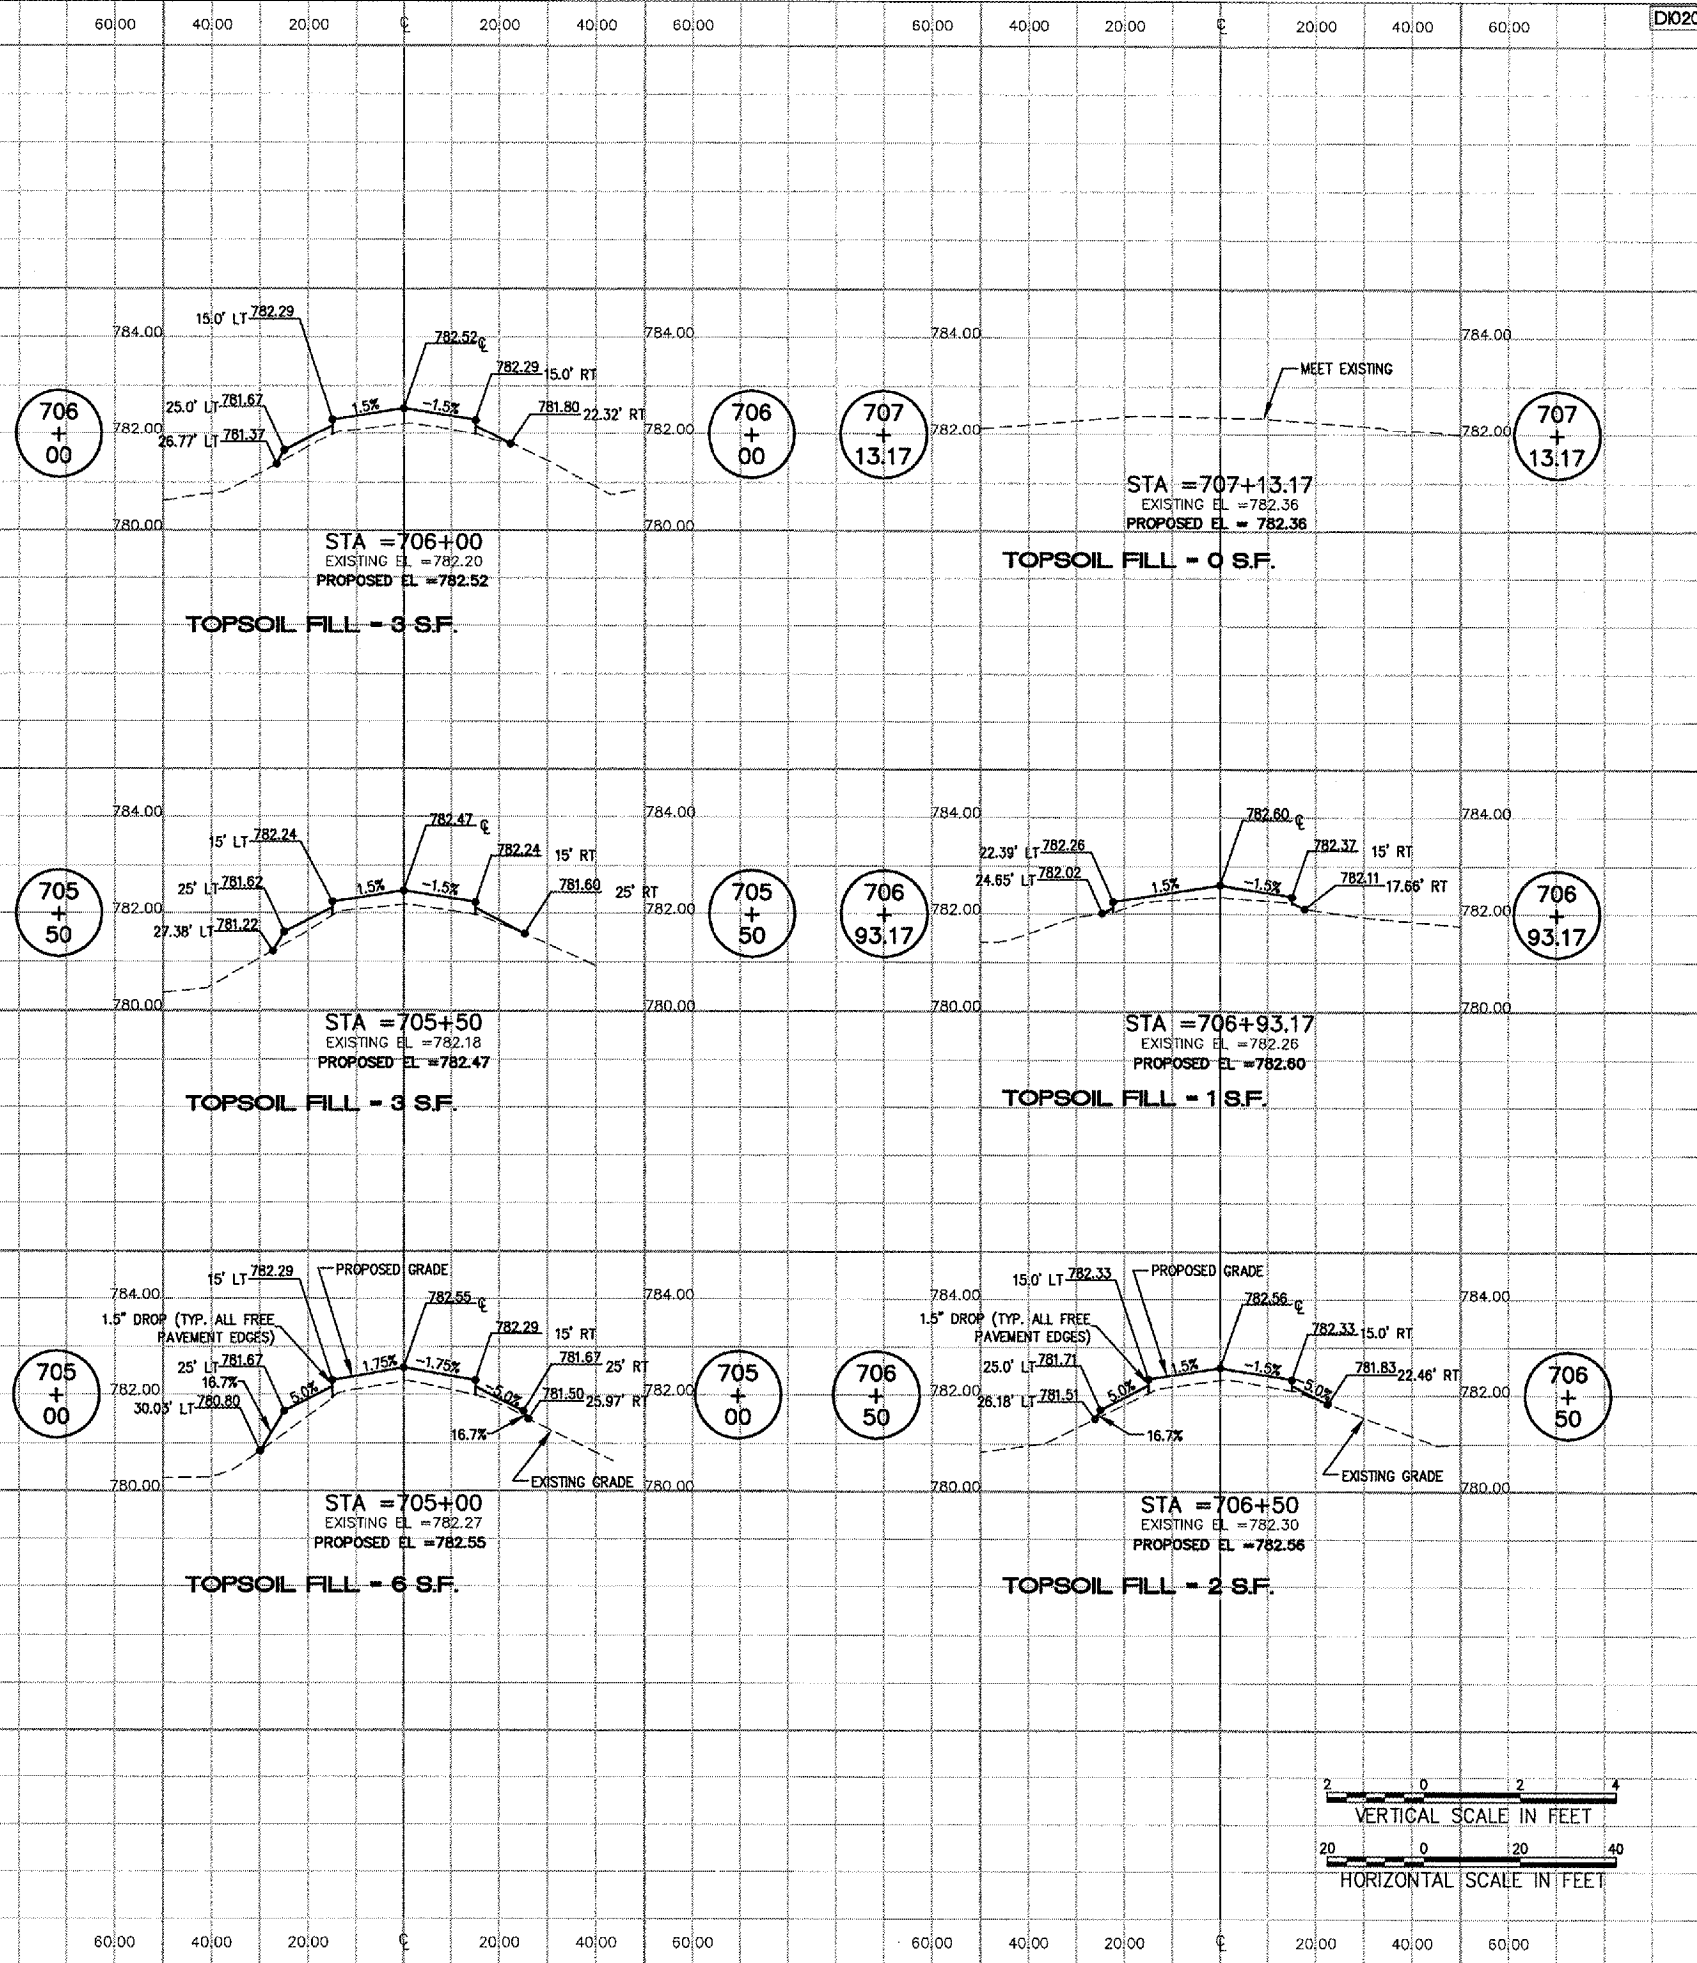 60.00 40.00 20.00 ℄ 20.00 40.00 60.00 60.00 40.00 20.00 ℄ 20.00 40.00 60.00
DI020
784.00 784.00
782.00 782.00
780.00 780.00
706
+
00
15.0' LT 782.29
782.52 ℄
782.29 15.0' RT
25.0' LT 781.67
1.5% -1.5%
781.80 22.32' RT
26.77' LT 781.37
706
+
00
STA =706+00
EXISTING EL =782.20
PROPOSED EL =782.52
TOPSOIL FILL = 3 S.F.
707
+
13.17
784.00 784.00
782.00 782.00
MEET EXISTING
707
+
13.17
STA =707+13.17
EXISTING EL =782.36
PROPOSED EL = 782.36
TOPSOIL FILL = 0 S.F.
784.00 784.00
782.00 782.00
780.00 780.00
705
+
50
15' LT 782.24
782.47 ℄
782.24 15' RT
25' LT 781.62
1.5% -1.5%
781.60 25' RT
27.38' LT 781.22
705
+
50
STA =705+50
EXISTING EL =782.18
PROPOSED EL =782.47
TOPSOIL FILL = 3 S.F.
784.00 784.00
782.00 782.00
780.00 780.00
706
+
93.17
782.60 ℄
22.39' LT 782.26
782.37 15' RT
24.65' LT 782.02
1.5% -1.5%
782.11 17.66' RT
706
+
93.17
STA =706+93.17
EXISTING EL =782.26
PROPOSED EL =782.60
TOPSOIL FILL = 1 S.F.
784.00 784.00
782.00 782.00
780.00 780.00
705
+
00
15' LT 782.29
PROPOSED GRADE
782.55 ℄
1.5" DROP (TYP. ALL FREE
PAVEMENT EDGES)
782.29 15' RT
25' LT 781.67
1.75% -1.75%
781.67 25' RT
16.7%
5.0% -5.0%
30.03' LT 780.80
781.50 25.97' RT
16.7%
EXISTING GRADE
705
+
00
STA =705+00
EXISTING EL =782.27
PROPOSED EL =782.55
TOPSOIL FILL = 6 S.F.
784.00 784.00
782.00 782.00
780.00 780.00
706
+
50
15.0' LT 782.33
PROPOSED GRADE
782.56 ℄
1.5" DROP (TYP. ALL FREE
PAVEMENT EDGES)
782.33 15.0' RT
25.0' LT 781.71
1.5% -1.5%
781.83 22.46' RT
5.0% -5.0%
26.18' LT 781.51
16.7%
EXISTING GRADE
706
+
50
STA =706+50
EXISTING EL =782.30
PROPOSED EL =782.56
TOPSOIL FILL = 2 S.F.
2 0 2 4
VERTICAL SCALE IN FEET
20 0 20 40
HORIZONTAL SCALE IN FEET
60.00 40.00 20.00 ℄ 20.00 40.00 60.00 60.00 40.00 20.00 ℄ 20.00 40.00 60.00